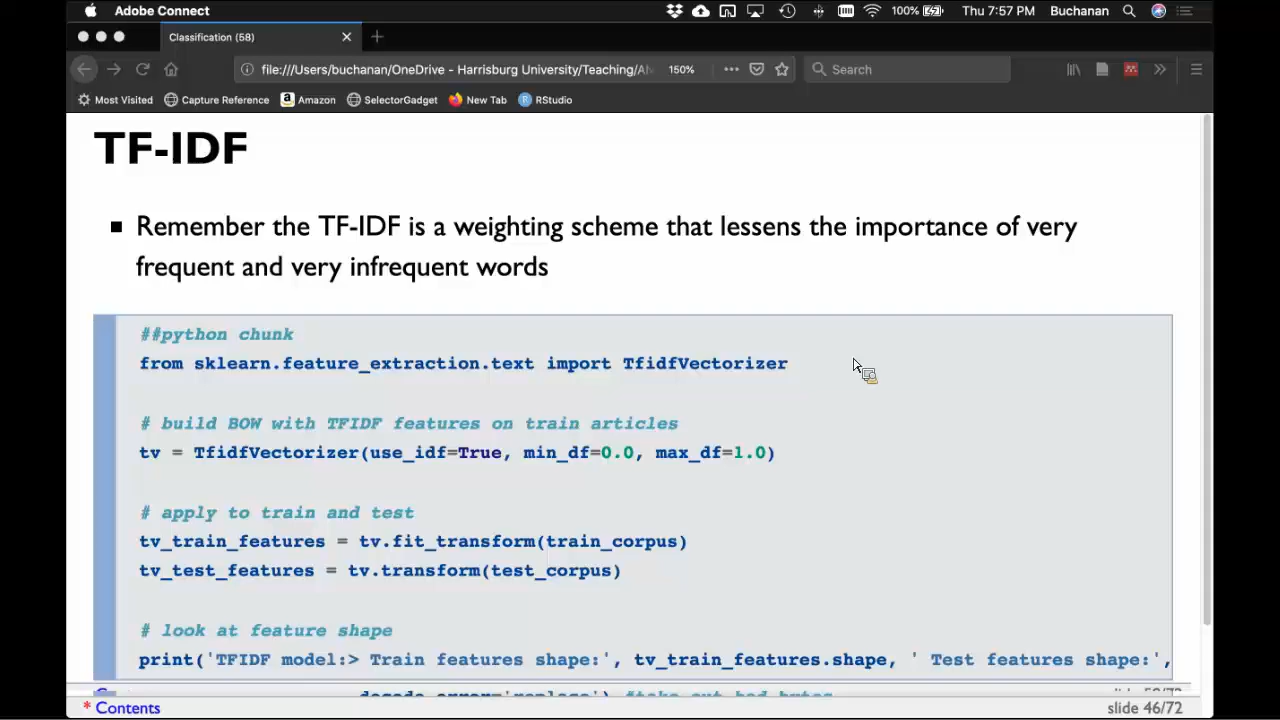 Adobe Connect
100%
Thu 7:57 PM
Buchanan
Classification (58)
file:///Users/buchanan/OneDrive - Harrisburg University/Teaching/
150%
Search
Most Visited
Capture Reference
Amazon
SelectorGadget
New Tab
RStudio
TF-IDF
Remember the TF-IDF is a weighting scheme that lessens the importance of very
frequent and very infrequent words
##python chunk
from sklearn.feature_extraction.text import TfidfVectorizer
# build BOW with TFIDF features on train articles
tv = TfidfVectorizer(use_idf=True, min_df=0.0, max_df=1.0)
# apply to train and test
tv_train_features = tv.fit_transform(train_corpus)
tv_test_features = tv.transform(test_corpus)
# look at feature shape
print('TFIDF model:> Train features shape:', tv_train_features.shape, ' Test features shape:',
* Contents
slide 46/72